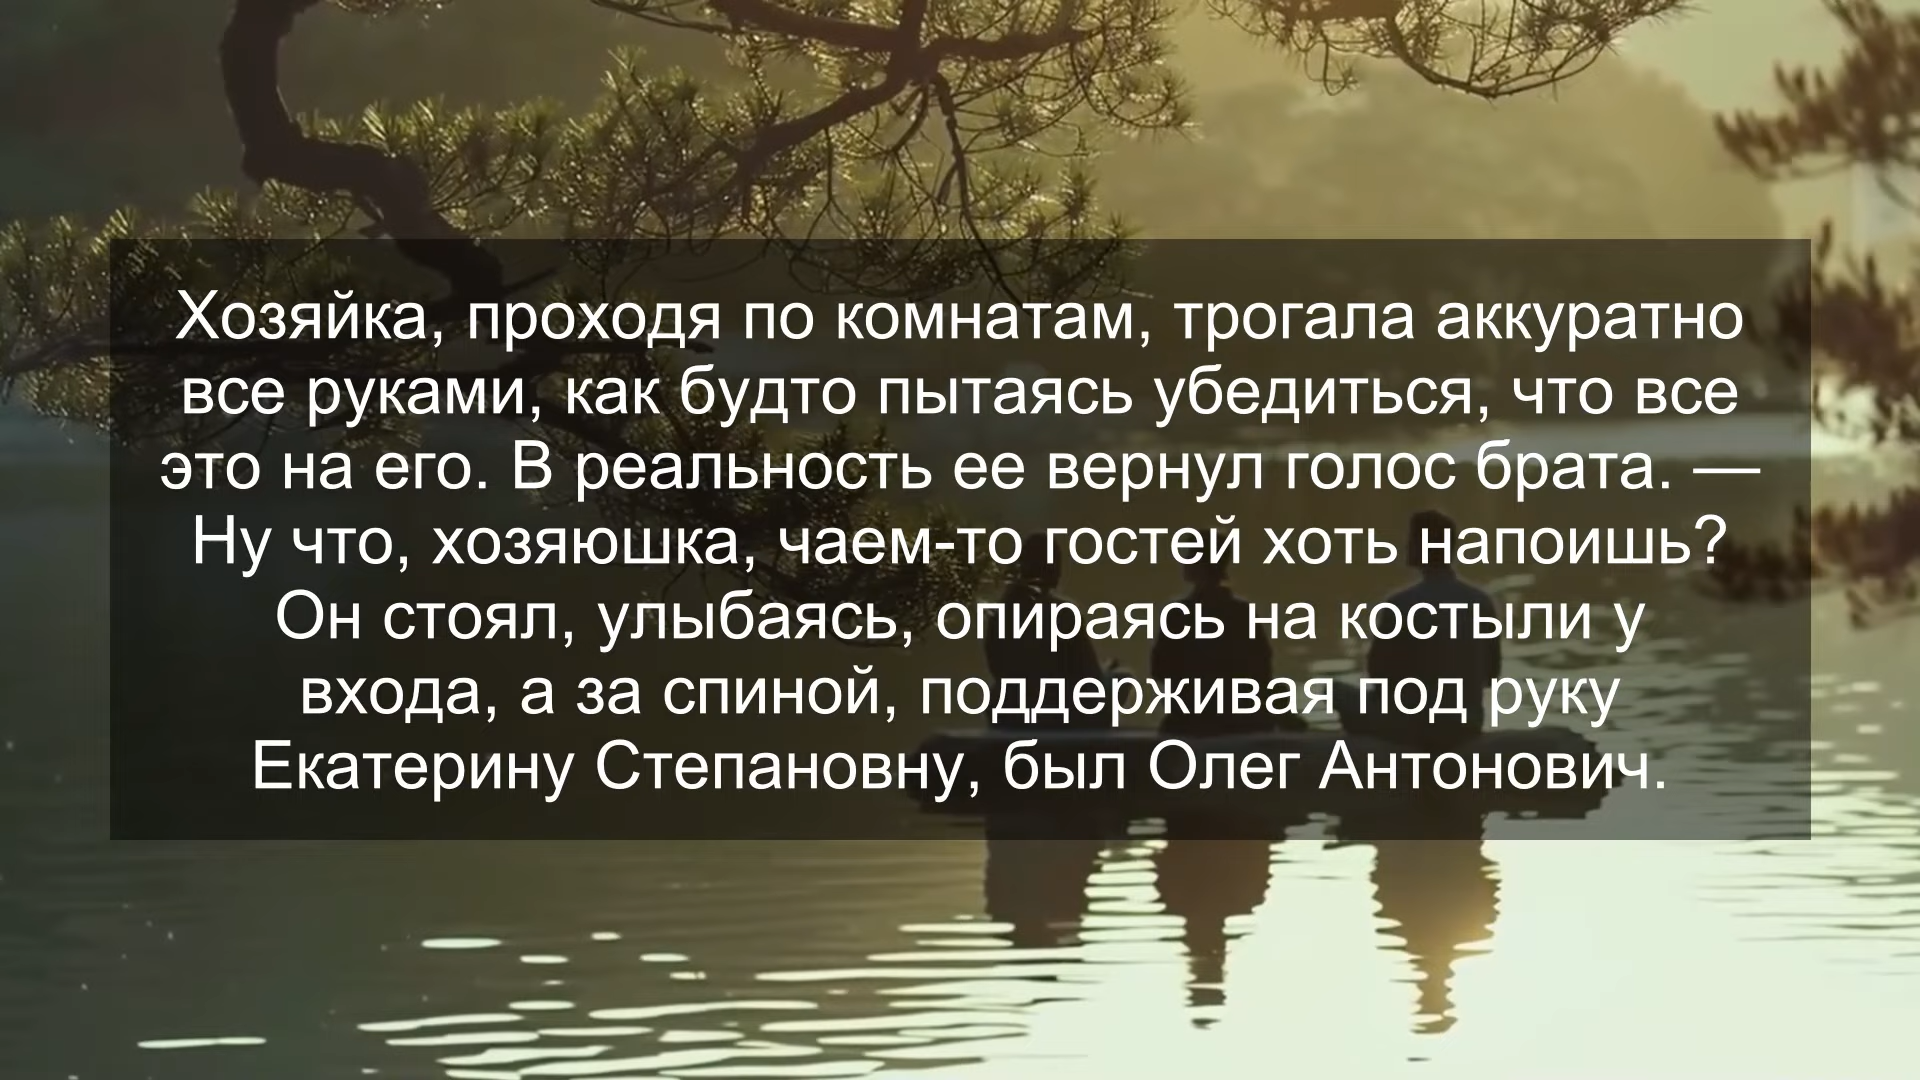 Хозяйка, проходя по комнатам, трогала аккуратно
все руками, как будто пытаясь убедиться, что все
это на его. В реальность ее вернул голос брата. —
Ну что, хозяюшка, чаем-то гостей хоть напоишь?
Он стоял, улыбаясь, опираясь на костыли у
входа, а за спиной, поддерживая под руку
Екатерину Степановну, был Олег Антонович.